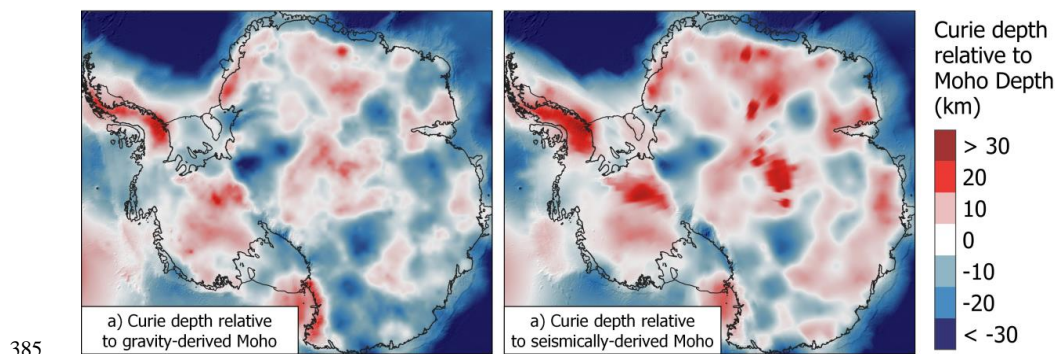 a) Curie depth relative
to gravity-derived Moho
a) Curie depth relative
to seismically-derived Moho
Curie depth
relative to
Moho Depth
(km)
> 30
20
10
0
-10
-20
< -30
385